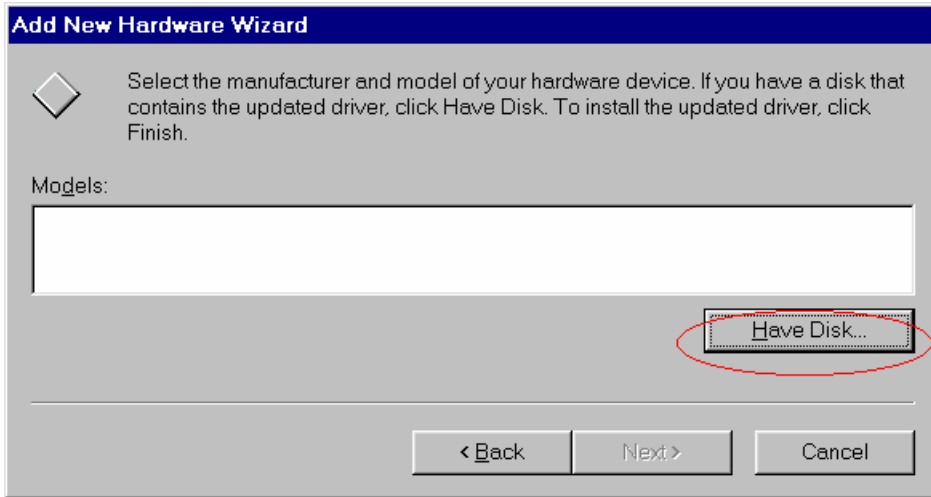 Add New Hardware Wizard
Select the manufacturer and model of your hardware device. If you have a disk that
contains the updated driver, click Have Disk. To install the updated driver, click
Finish.
Models:
Have Disk...
< Back
Next >
Cancel